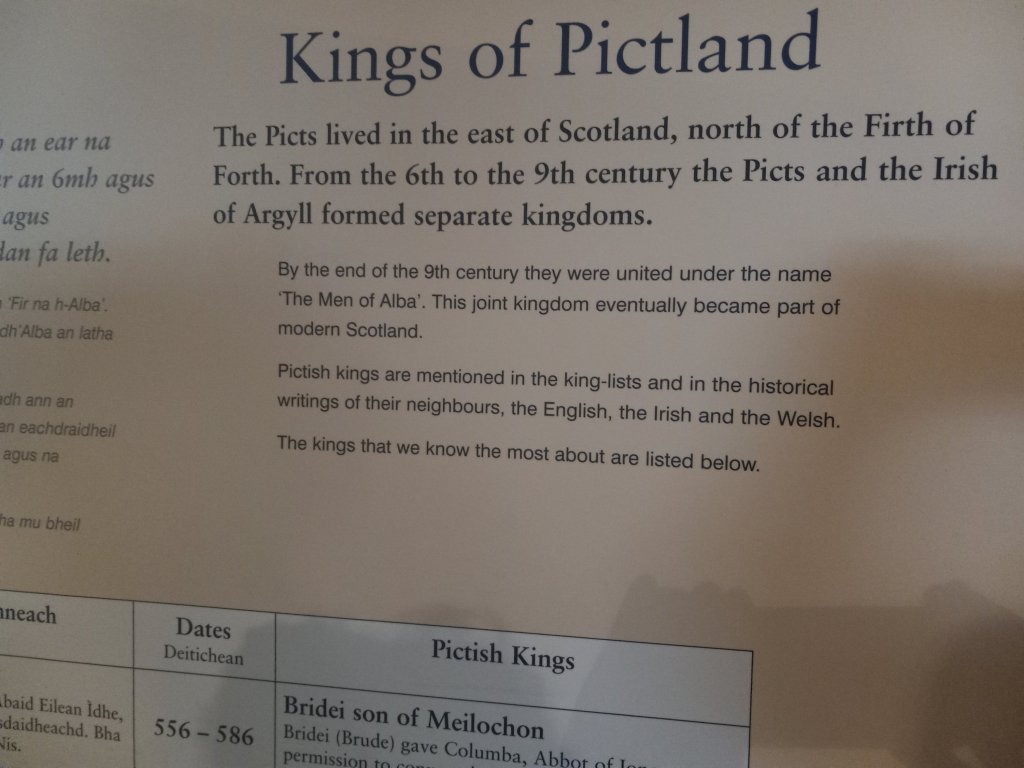 Kings of Pictland
The Picts lived in the east of Scotland, north of the Firth of
Forth. From the 6th to the 9th century the Picts and the Irish
of Argyll formed separate kingdoms.
By the end of the 9th century they were united under the name
'The Men of Alba'. This joint kingdom eventually became part of
modern Scotland.
Pictish kings are mentioned in the king-lists and in the historical
writings of their neighbours, the English, the Irish and the Welsh.
The kings that we know the most about are listed below.
an ear na
an 6mh agus
agus
fa leth.
'Fir na h-Alba'.
dh'Alba an latha
ann an
eachdraidheil
agus na
mu bheil
Dates
Deitichean
Pictish Kings
Eilean Idhe,
Bha
556 – 586
Bridei son of Meilochon
Bridei (Brude) gave Columba, Abbot of
permission to